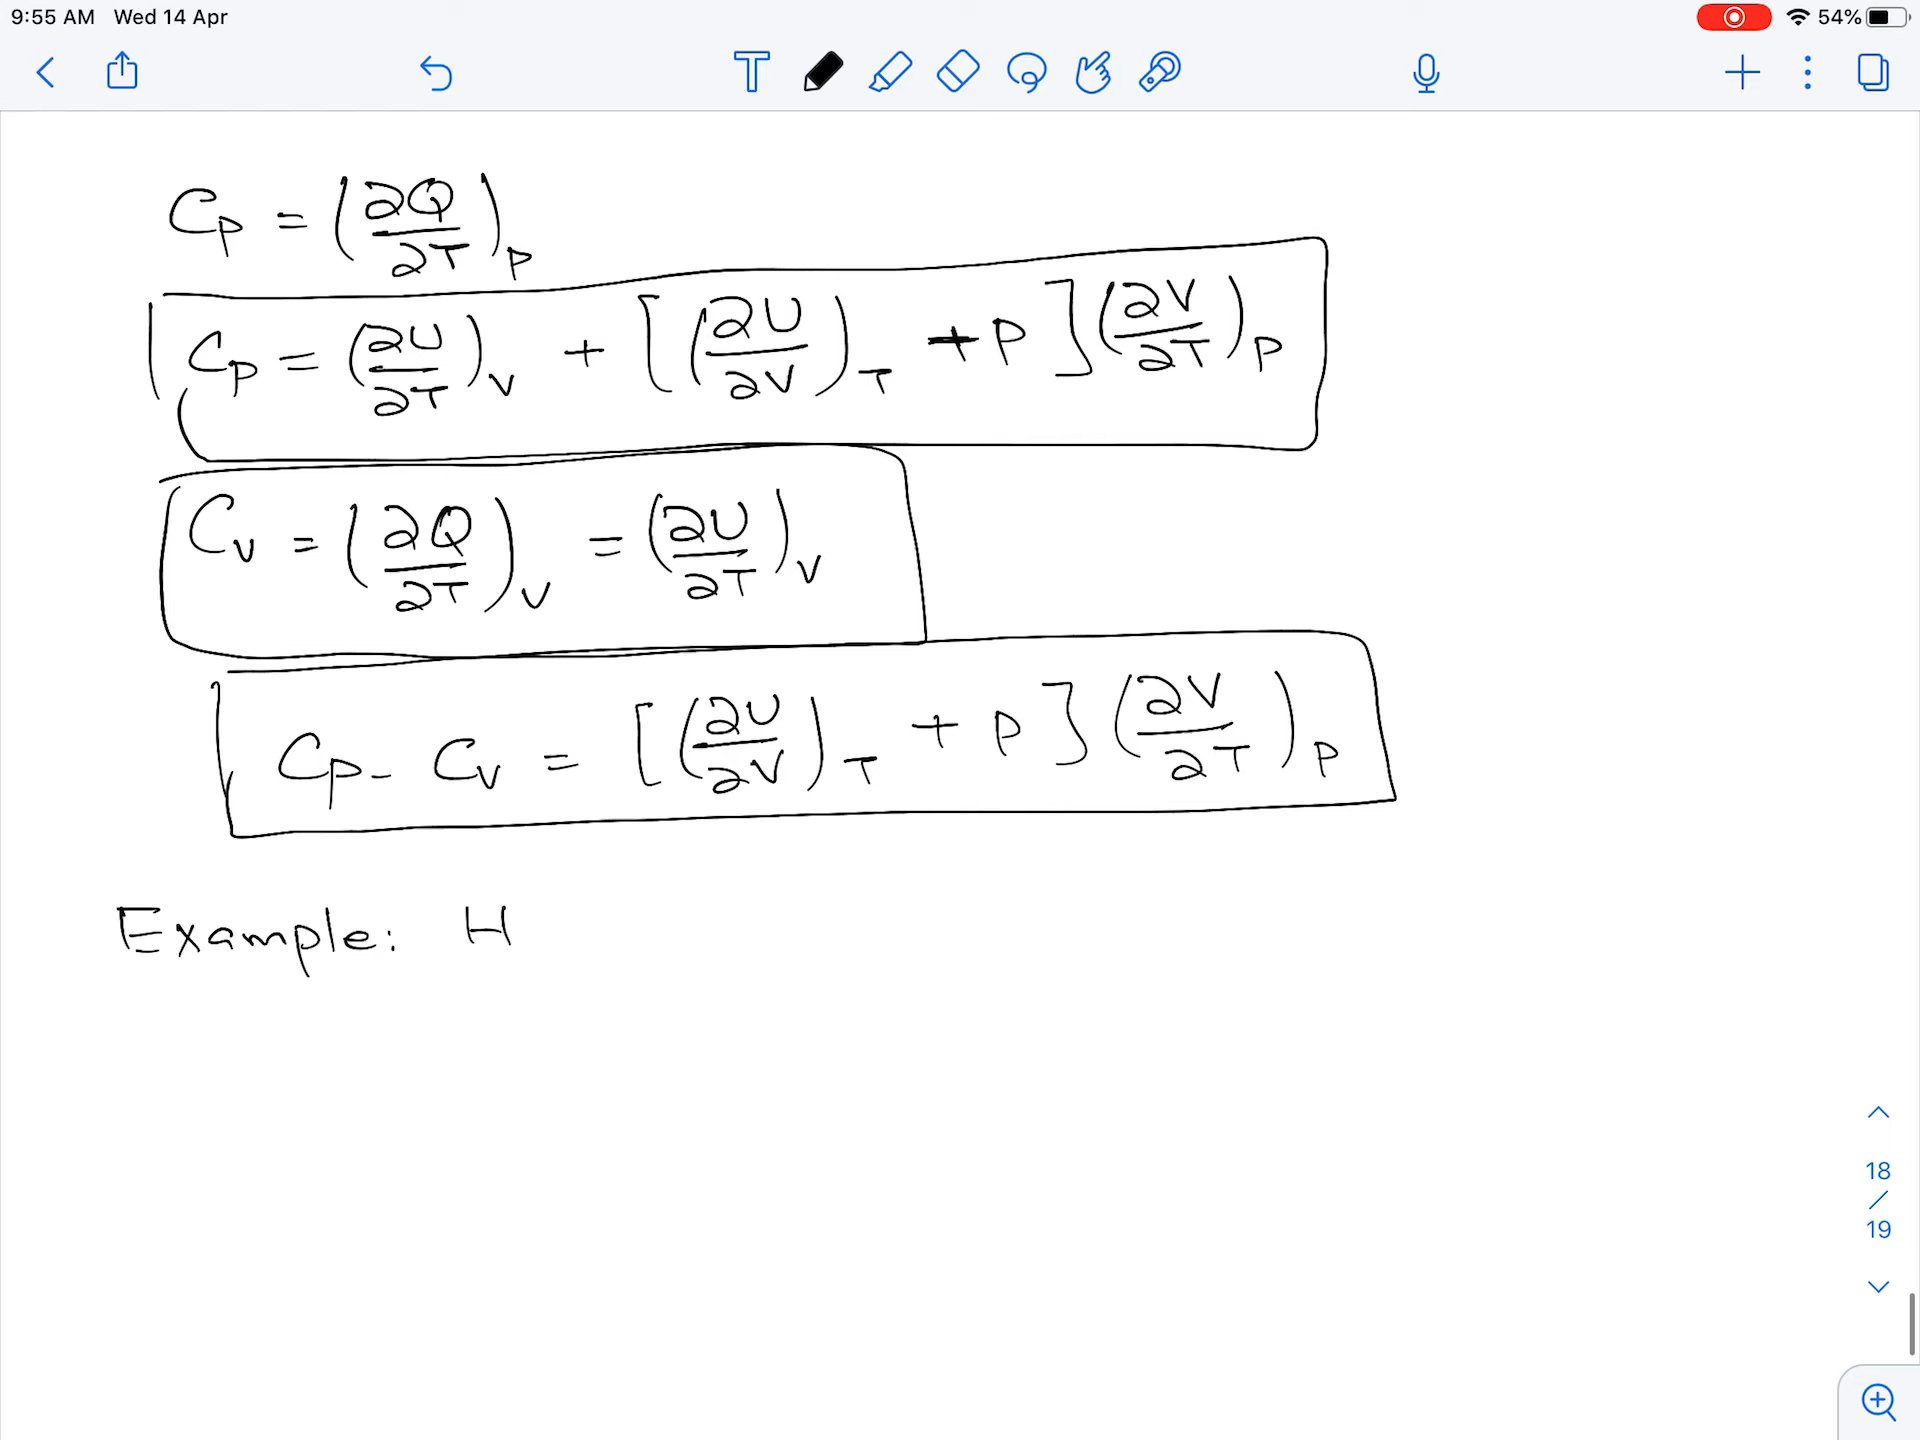 9:55 AM Wed 14 Apr 54%
T
Cp = (∂Q/∂T)p
Cp = (∂U/∂T)v + [(∂U/∂V)T + P](∂V/∂T)p
Cv = (∂Q/∂T)v = (∂U/∂T)v
Cp - Cv = [(∂U/∂V)T + P](∂V/∂T)p
Example: H
18
/
19